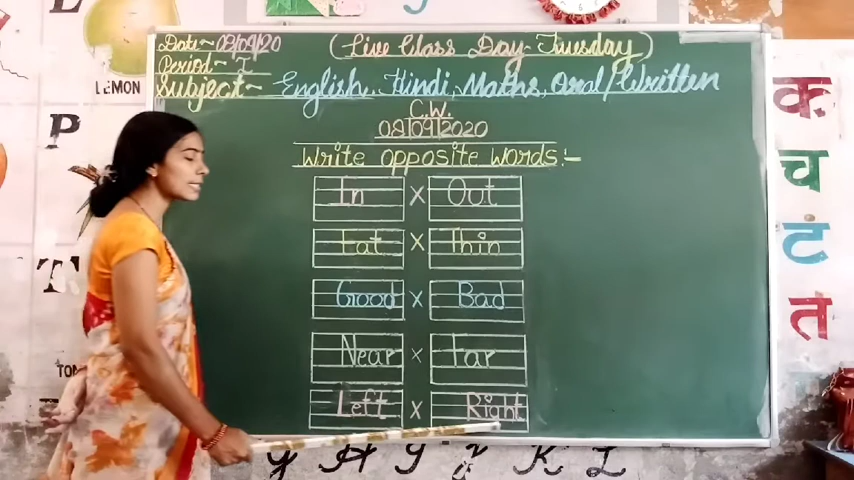 Date~ 08/09/20 (Live Class Day-Tuesday)
Period- I
Subject- English, Hindi, Maths, Oral/Written
C.W.
08/09/2020
Write opposite words:-
In × Out
Fat × Thin
Good × Bad
Near × Far
Left × Right
LEMON
P
T
क
च
ट
त